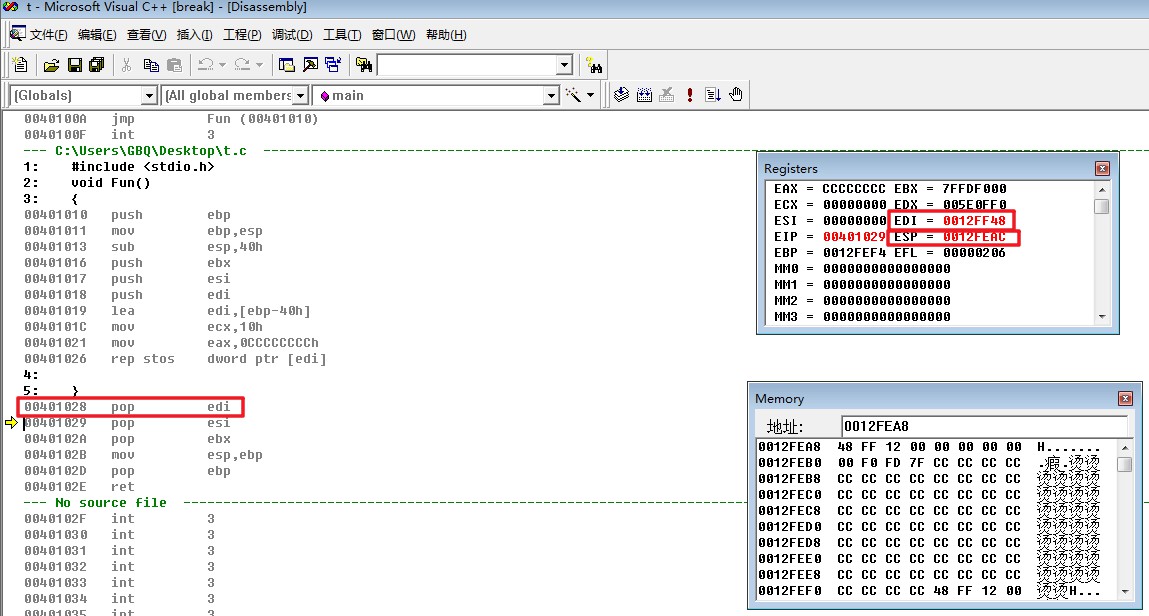 t - Microsoft Visual C++ [break] - [Disassembly]
文件(F) 编辑(E) 查看(V) 插入(I) 工程(P) 调试(D) 工具(T) 窗口(W) 帮助(H)
(Globals) (All global members main
0040100A jmp Fun (00401010)
0040100F int 3
--- C:\Users\GBQ\Desktop\t.c
1: #include <stdio.h>
2: void Fun()
3: {
00401010 push ebp
00401011 mov ebp,esp
00401013 sub esp,40h
00401016 push ebx
00401017 push esi
00401018 push edi
00401019 lea edi,[ebp-40h]
0040101C mov ecx,10h
00401021 mov eax,0CCCCCCCCh
00401026 rep stos dword ptr [edi]
4:
5: }
00401028 pop edi
00401029 pop esi
0040102A pop ebx
0040102B mov esp,ebp
0040102D pop ebp
0040102E ret
--- No source file
0040102F int 3
00401030 int 3
00401031 int 3
00401032 int 3
00401033 int 3
00401034 int 3
00401035 int 3
Registers
EAX = CCCCCCCC EBX = 7FFDF000
ECX = 00000000 EDX = 005E0FF0
ESI = 00000000 EDI = 0012FF48
EIP = 00401029 ESP = 0012FEAC
EBP = 0012FEF4 EFL = 00000206
MM0 = 0000000000000000
MM1 = 0000000000000000
MM2 = 0000000000000000
MM3 = 0000000000000000
Memory
地址: 0012FEA8
0012FEA8 48 FF 12 00 00 00 00 00 H.......
0012FEB0 00 F0 FD 7F CC CC CC CC .瘕.烫烫
0012FEB8 CC CC CC CC CC CC CC CC 烫烫烫烫
0012FEC0 CC CC CC CC CC CC CC CC 烫烫烫烫
0012FEC8 CC CC CC CC CC CC CC CC 烫烫烫烫
0012FED0 CC CC CC CC CC CC CC CC 烫烫烫烫
0012FED8 CC CC CC CC CC CC CC CC 烫烫烫烫
0012FEE0 CC CC CC CC CC CC CC CC 烫烫烫烫
0012FEE8 CC CC CC CC CC CC CC CC 烫烫烫烫
0012FEF0 CC CC CC CC 48 FF 12 00 烫烫H...